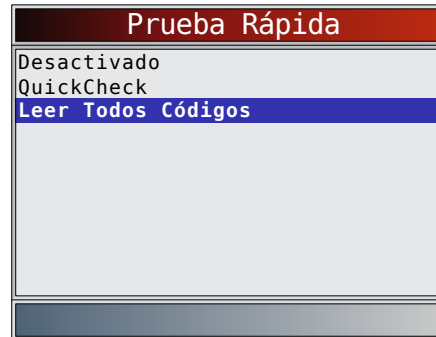 Prueba Rápida
Desactivado
QuickCheck
Leer Todos Códigos